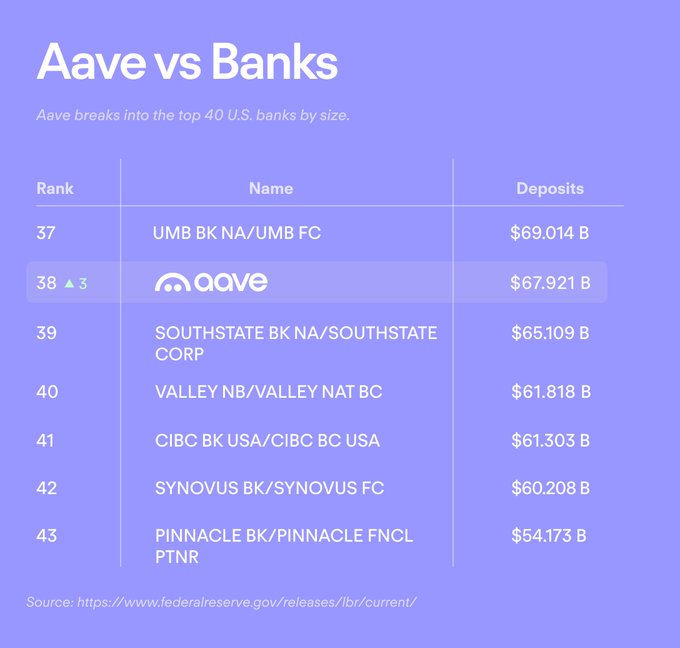 Aave vs Banks
Aave breaks into the top 40 U.S. banks by size.
Rank Name Deposits
37 UMB BK NA/UMB FC $69.014 B
38 ▲ 3 aave $67.921 B
39 SOUTHSTATE BK NA/SOUTHSTATE $65.109 B
CORP
40 VALLEY NB/VALLEY NAT BC $61.818 B
41 CIBC BK USA/CIBC BC USA $61.303 B
42 SYNOVUS BK/SYNOVUS FC $60.208 B
43 PINNACLE BK/PINNACLE FNCL $54.173 B
PTNR
Source: https://www.federalreserve.gov/releases/lbr/current/